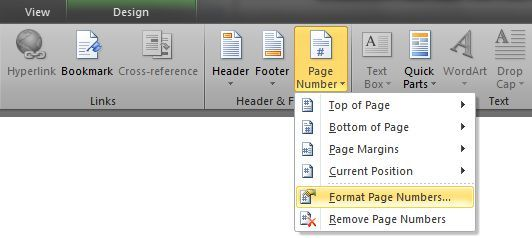 View Design
Hyperlink Bookmark Cross-reference
Links
Header Footer Page Number
Header & F
Text Box Quick Parts WordArt Drop Cap
Text
Top of Page
Bottom of Page
Page Margins
Current Position
Format Page Numbers...
Remove Page Numbers